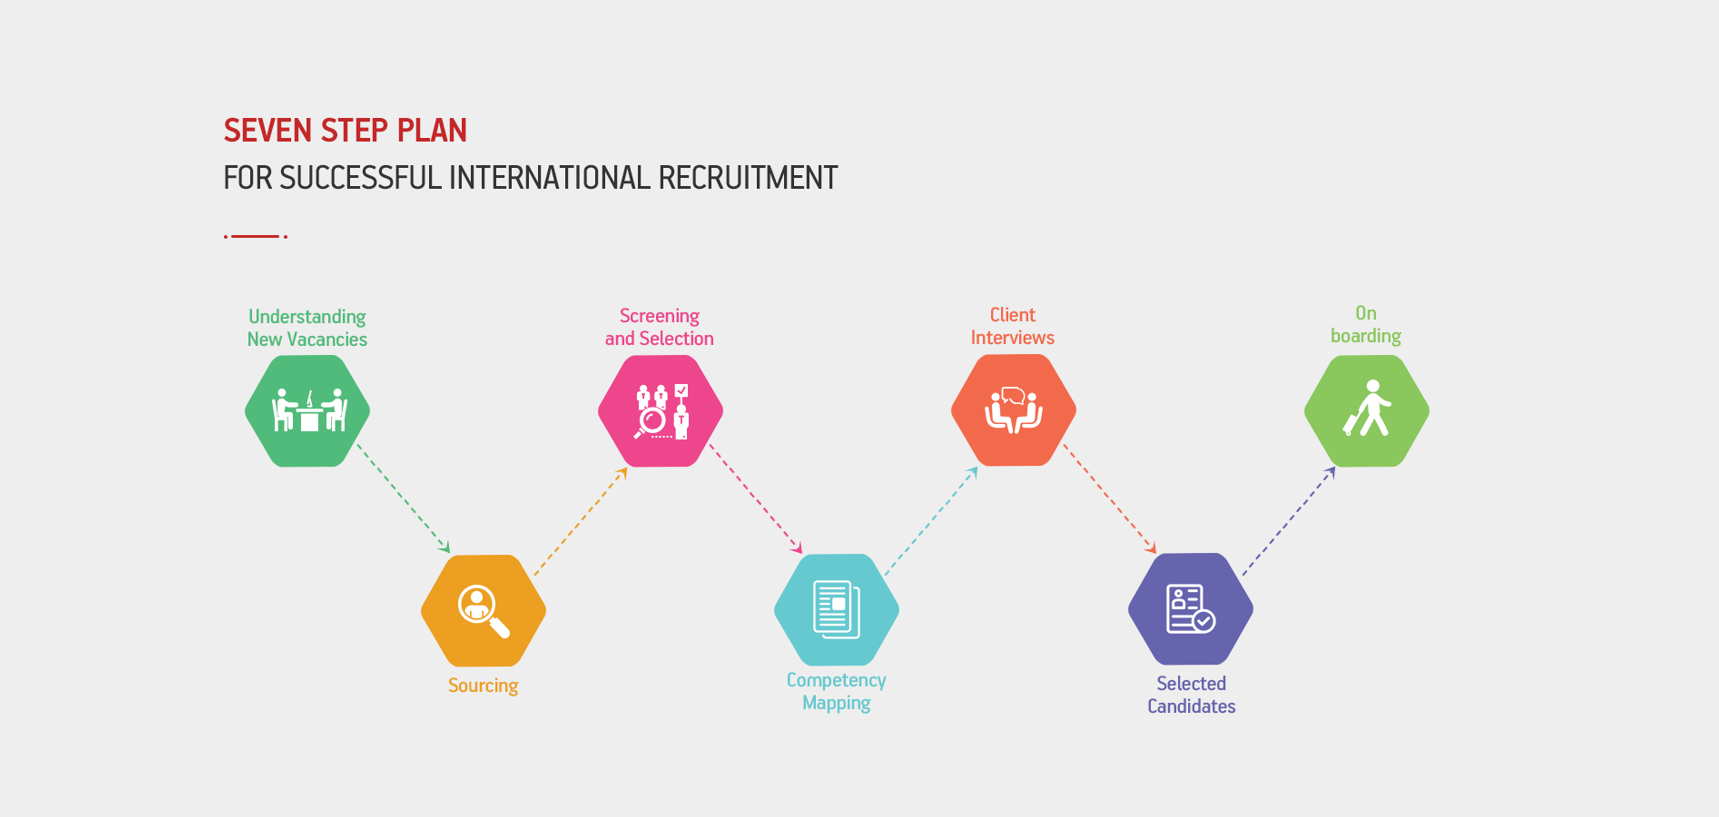 SEVEN STEP PLAN
FOR SUCCESSFUL INTERNATIONAL RECRUITMENT
Understanding
New Vacancies
Sourcing
Screening
and Selection
Competency
Mapping
Client
Interviews
Selected
Candidates
On
boarding